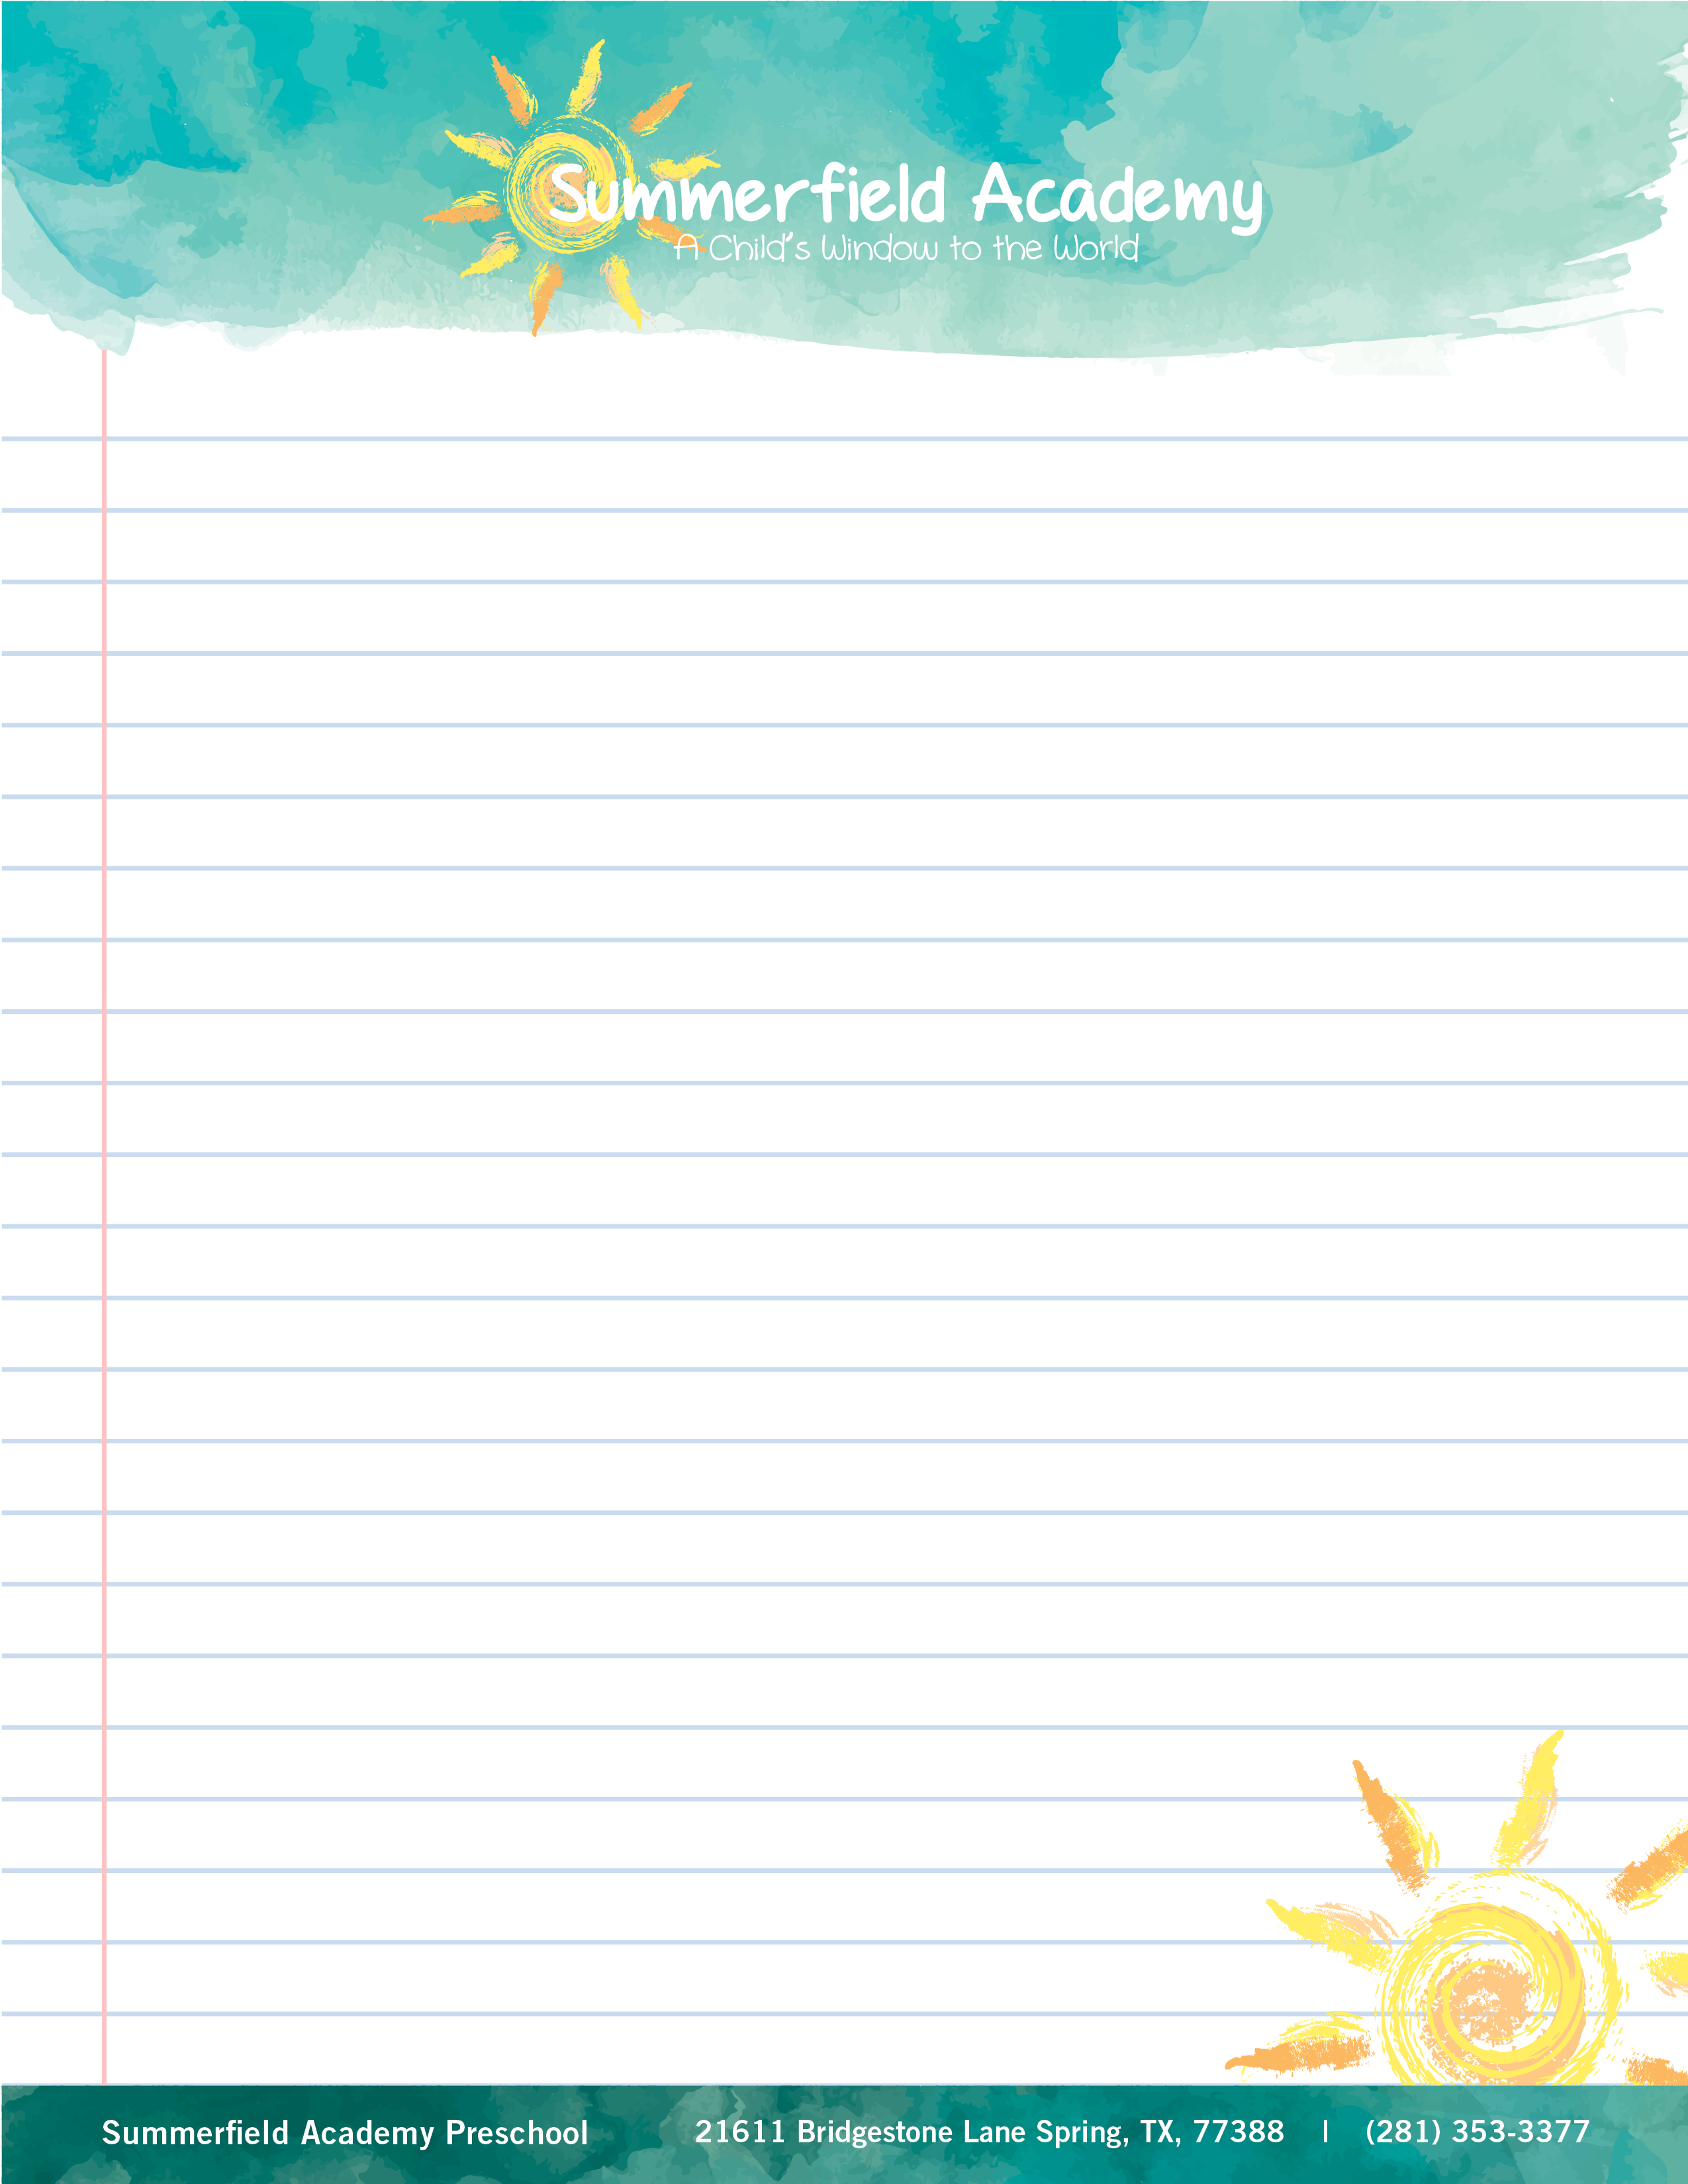 Summerfield Academy
A Child's Window to the World
Summerfield Academy Preschool 21611 Bridgestone Lane Spring, TX, 77388 | (281) 353-3377